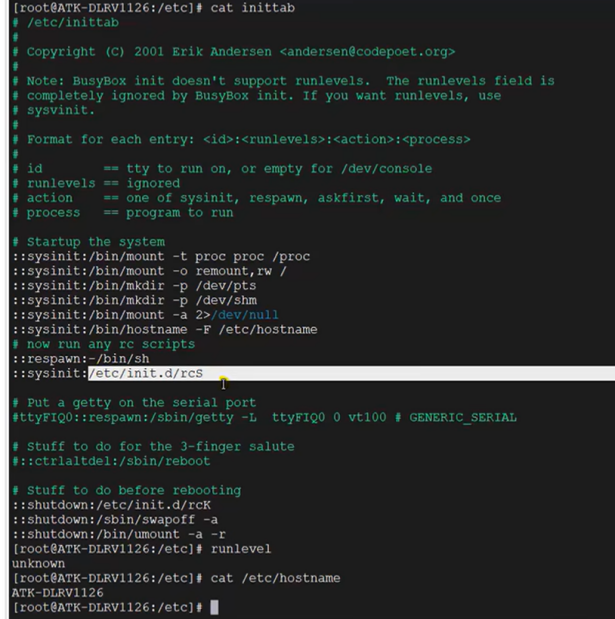 [root@ATK-DLRV1126:/etc]# cat inittab
# /etc/inittab
#
# Copyright (C) 2001 Erik Andersen <andersen@codepoet.org>
#
# Note: BusyBox init doesn't support runlevels.  The runlevels field is
# completely ignored by BusyBox init. If you want runlevels, use
# sysvinit.
#
# Format for each entry: <id>:<runlevels>:<action>:<process>
#
# id        == tty to run on, or empty for /dev/console
# runlevels == ignored
# action    == one of sysinit, respawn, askfirst, wait, and once
# process   == program to run

# Startup the system
::sysinit:/bin/mount -t proc proc /proc
::sysinit:/bin/mount -o remount,rw /
::sysinit:/bin/mkdir -p /dev/pts
::sysinit:/bin/mkdir -p /dev/shm
::sysinit:/bin/mount -a 2>/dev/null
::sysinit:/bin/hostname -F /etc/hostname
# now run any rc scripts
::respawn:-/bin/sh
::sysinit:/etc/init.d/rcS

# Put a getty on the serial port
#ttyFIQ0::respawn:/sbin/getty -L  ttyFIQ0 0 vt100 # GENERIC_SERIAL

# Stuff to do for the 3-finger salute
#::ctrlaltdel:/sbin/reboot

# Stuff to do before rebooting
::shutdown:/etc/init.d/rcK
::shutdown:/sbin/swapoff -a
::shutdown:/bin/umount -a -r
[root@ATK-DLRV1126:/etc]# runlevel
unknown
[root@ATK-DLRV1126:/etc]# cat /etc/hostname
ATK-DLRV1126
[root@ATK-DLRV1126:/etc]#